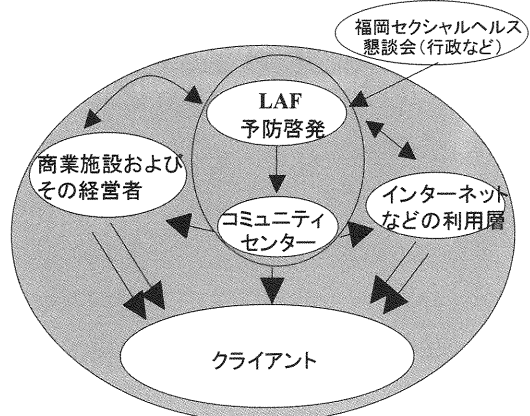 福岡セクシャルヘルス
懇談会（行政など）
LAF
予防啓発
商業施設および
その経営者
インターネット
などの利用層
コミュニティ
センター
クライアント